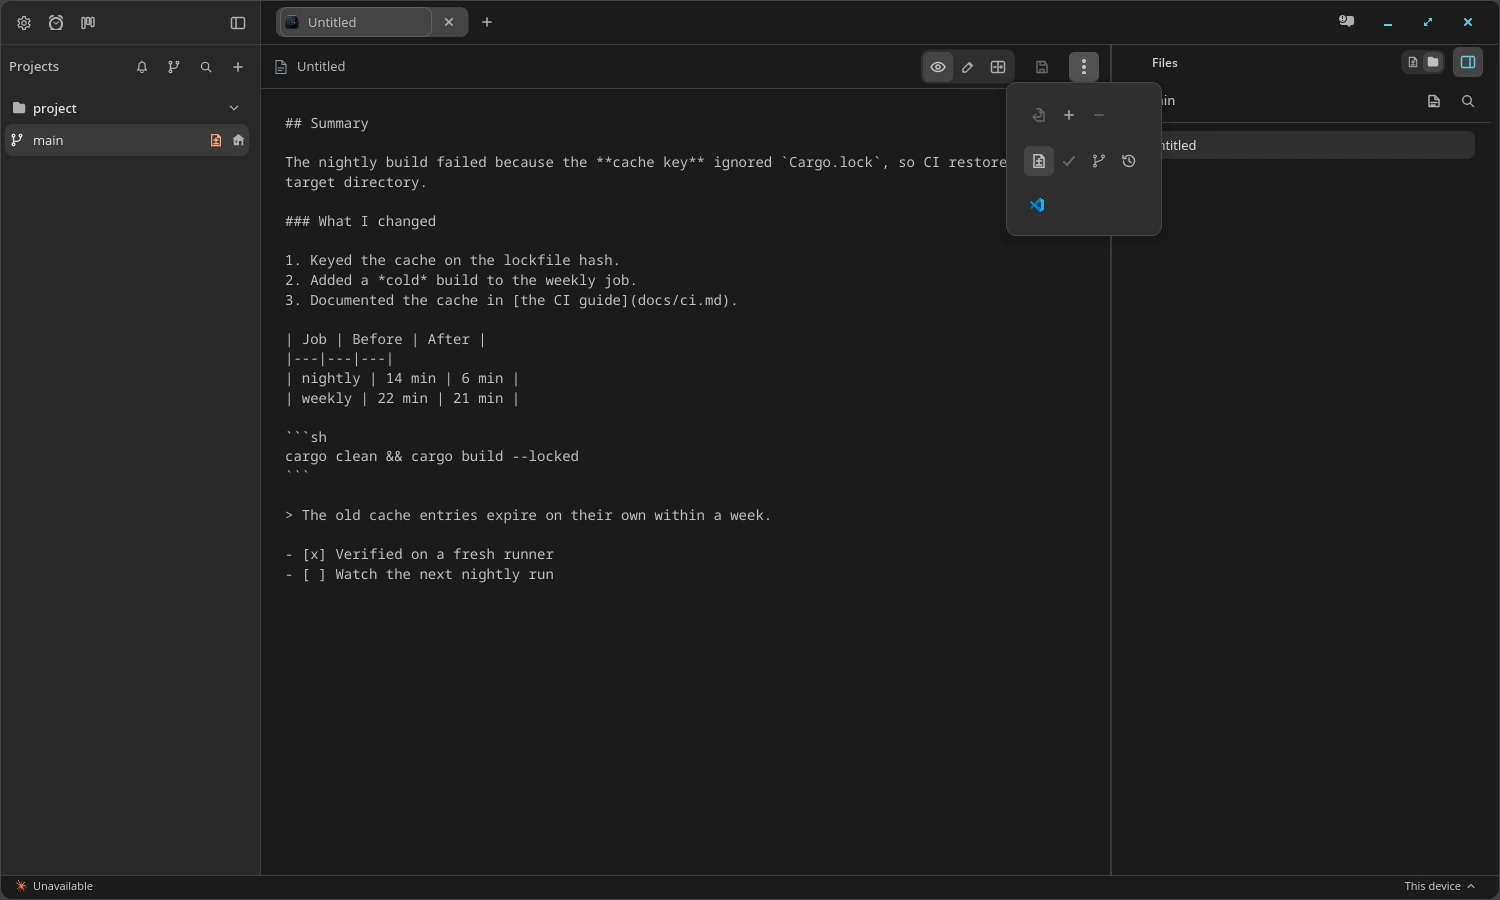 Untitled
Projects
Untitled
Files
project
main
Untitled
## Summary
The nightly build failed because the **cache key** ignored `Cargo.lock`, so CI restore
target directory.
### What I changed
1. Keyed the cache on the lockfile hash.
2. Added a *cold* build to the weekly job.
3. Documented the cache in [the CI guide](docs/ci.md).
| Job | Before | After |
|---|---|---|
| nightly | 14 min | 6 min |
| weekly | 22 min | 21 min |
```sh
cargo clean && cargo build --locked
```
> The old cache entries expire on their own within a week.
- [x] Verified on a fresh runner
- [ ] Watch the next nightly run
Unavailable
This device